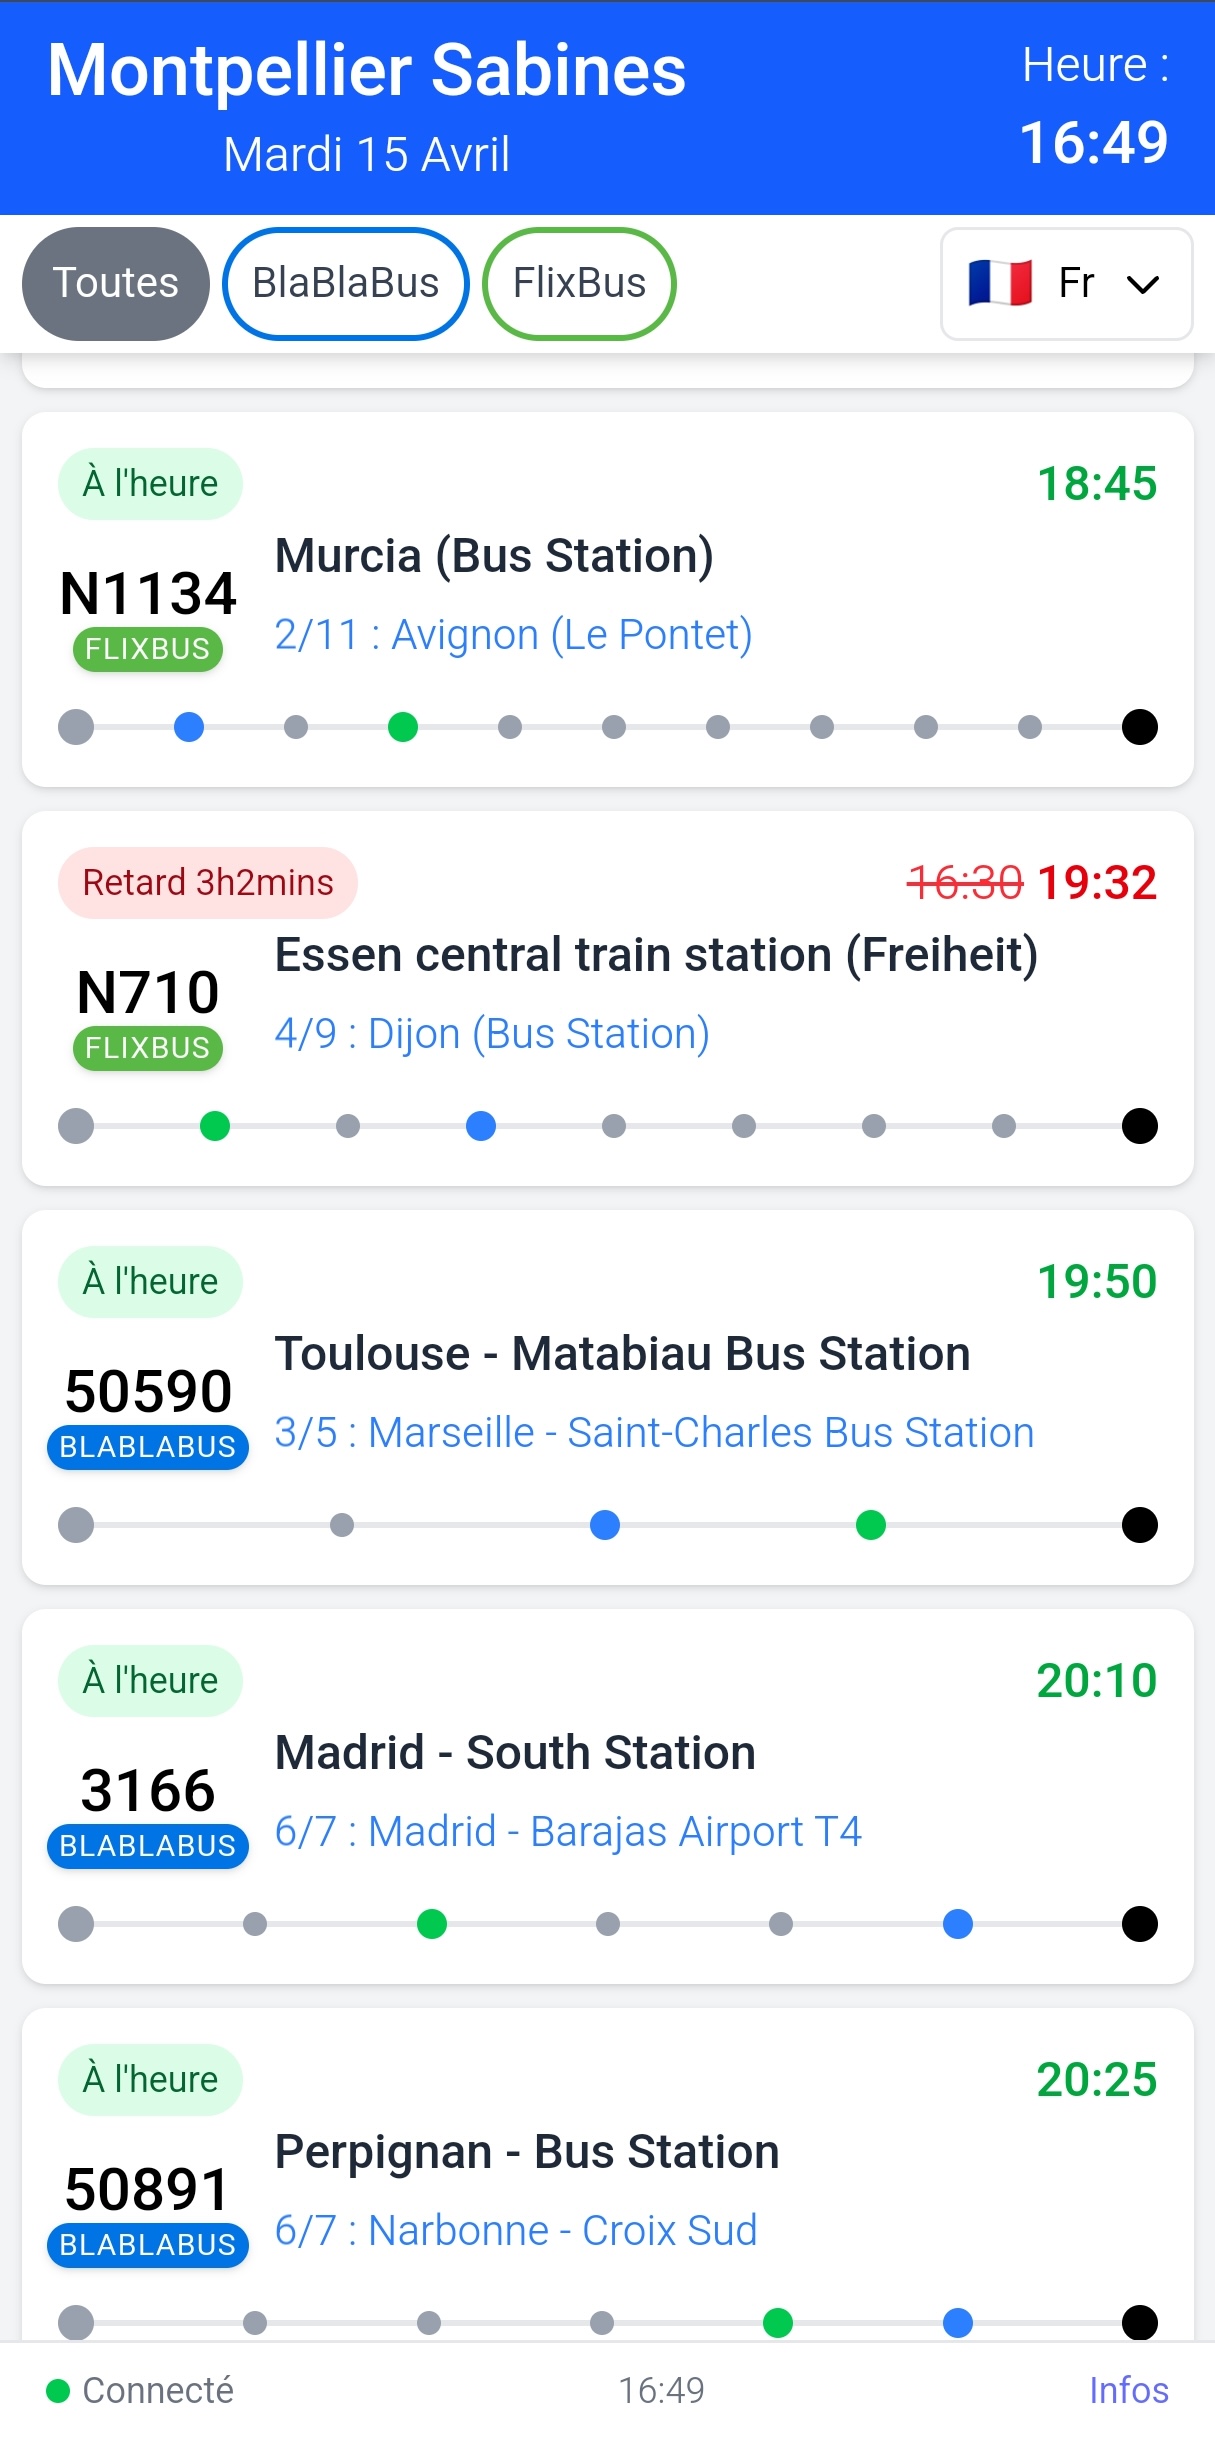 Montpellier Sabines
Mardi 15 Avril
Heure :
16:49
Toutes
BlaBlaBus
FlixBus
Fr
À l'heure
18:45
Murcia (Bus Station)
N1134
FLIXBUS
2/11 : Avignon (Le Pontet)
Retard 3h2mins
16:30 19:32
Essen central train station (Freiheit)
N710
FLIXBUS
4/9 : Dijon (Bus Station)
À l'heure
19:50
Toulouse - Matabiau Bus Station
50590
BLABLABUS
3/5 : Marseille - Saint-Charles Bus Station
À l'heure
20:10
Madrid - South Station
3166
BLABLABUS
6/7 : Madrid - Barajas Airport T4
À l'heure
20:25
Perpignan - Bus Station
50891
BLABLABUS
6/7 : Narbonne - Croix Sud
Connecté
16:49
Infos